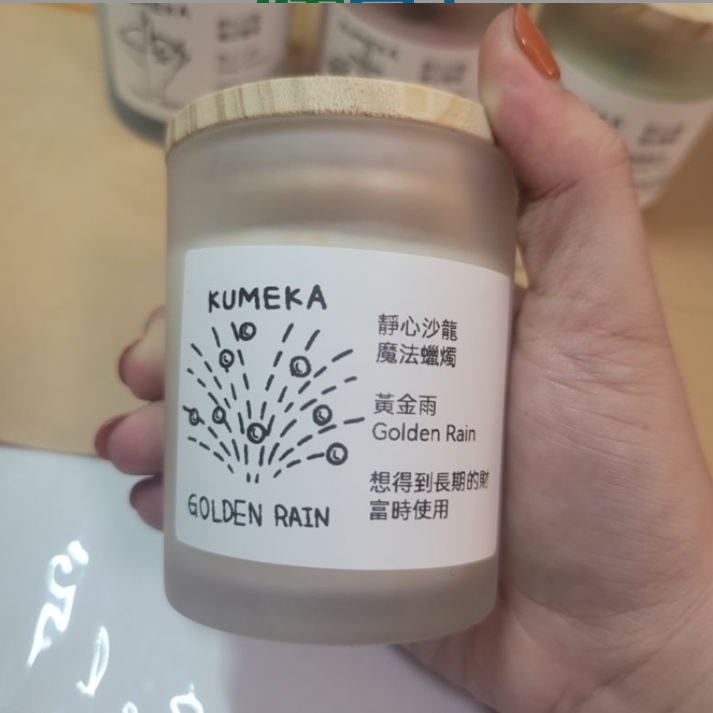 KUMEKA
GOLDEN RAIN
靜心沙龍
魔法蠟燭
黃金雨
Golden Rain
想得到長期的財
富時使用